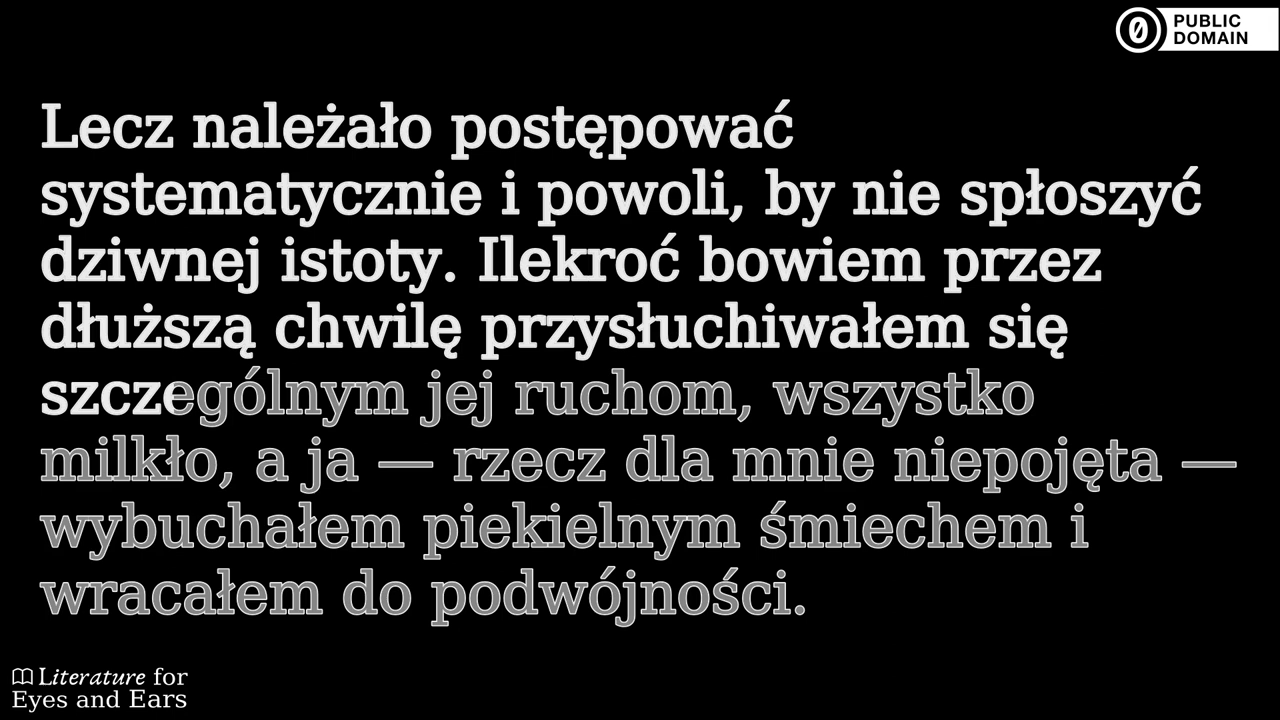 PUBLIC
DOMAIN
Lecz należało postępować
systematycznie i powoli, by nie spłoszyć
dziwnej istoty. Ilekroć bowiem przez
dłuższą chwilę przysłuchiwałem się
szczególnym jej ruchom, wszystko
milkło, a ja — rzecz dla mnie niepojęta —
wybuchałem piekielnym śmiechem i
wracałem do podwójności.
Literature for
Eyes and Ears